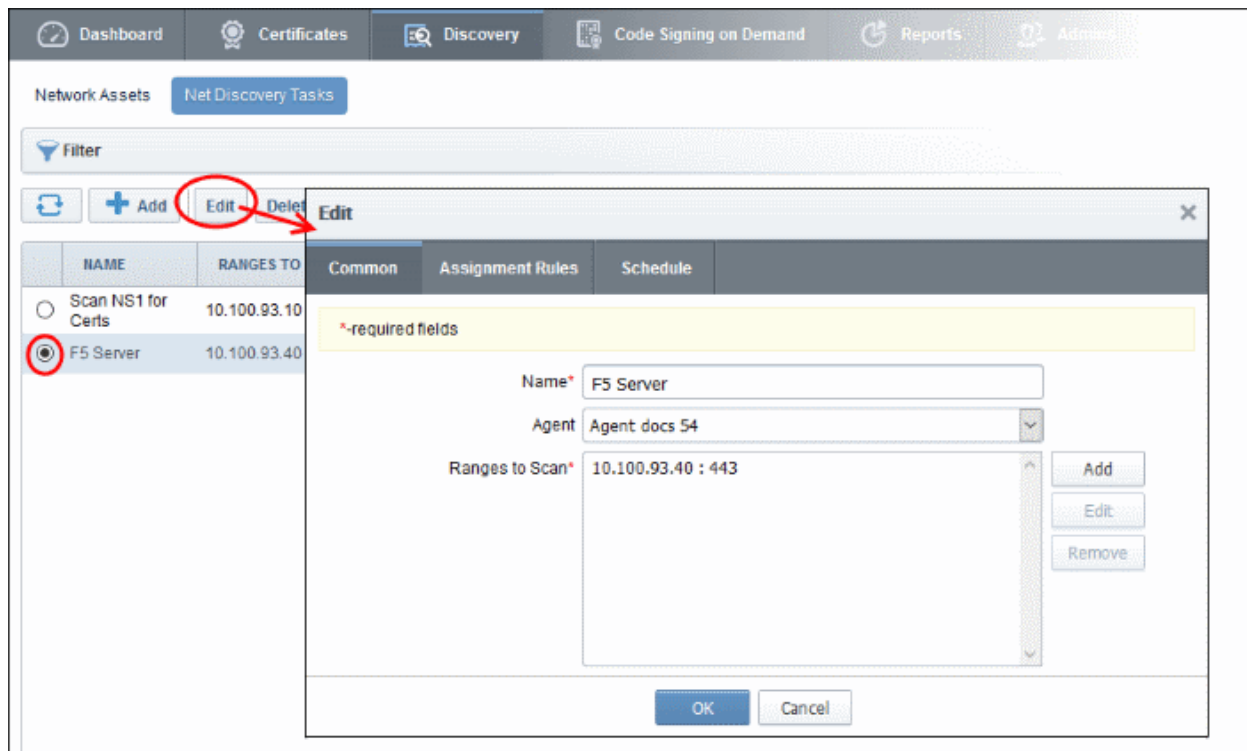 Dashboard Certificates Discovery Code Signing on Demand Reports
Network Assets Net Discovery Tasks
Filter
Add Edit
NAME RANGES TO
Scan NS1 for
Certs
10.100.93.10
F5 Server 10.100.93.40
Edit
Common Assignment Rules Schedule
*-required fields
Name* F5 Server
Agent Agent docs 54
Ranges to Scan* 10.100.93.40 : 443
Add
Edit
Remove
OK Cancel